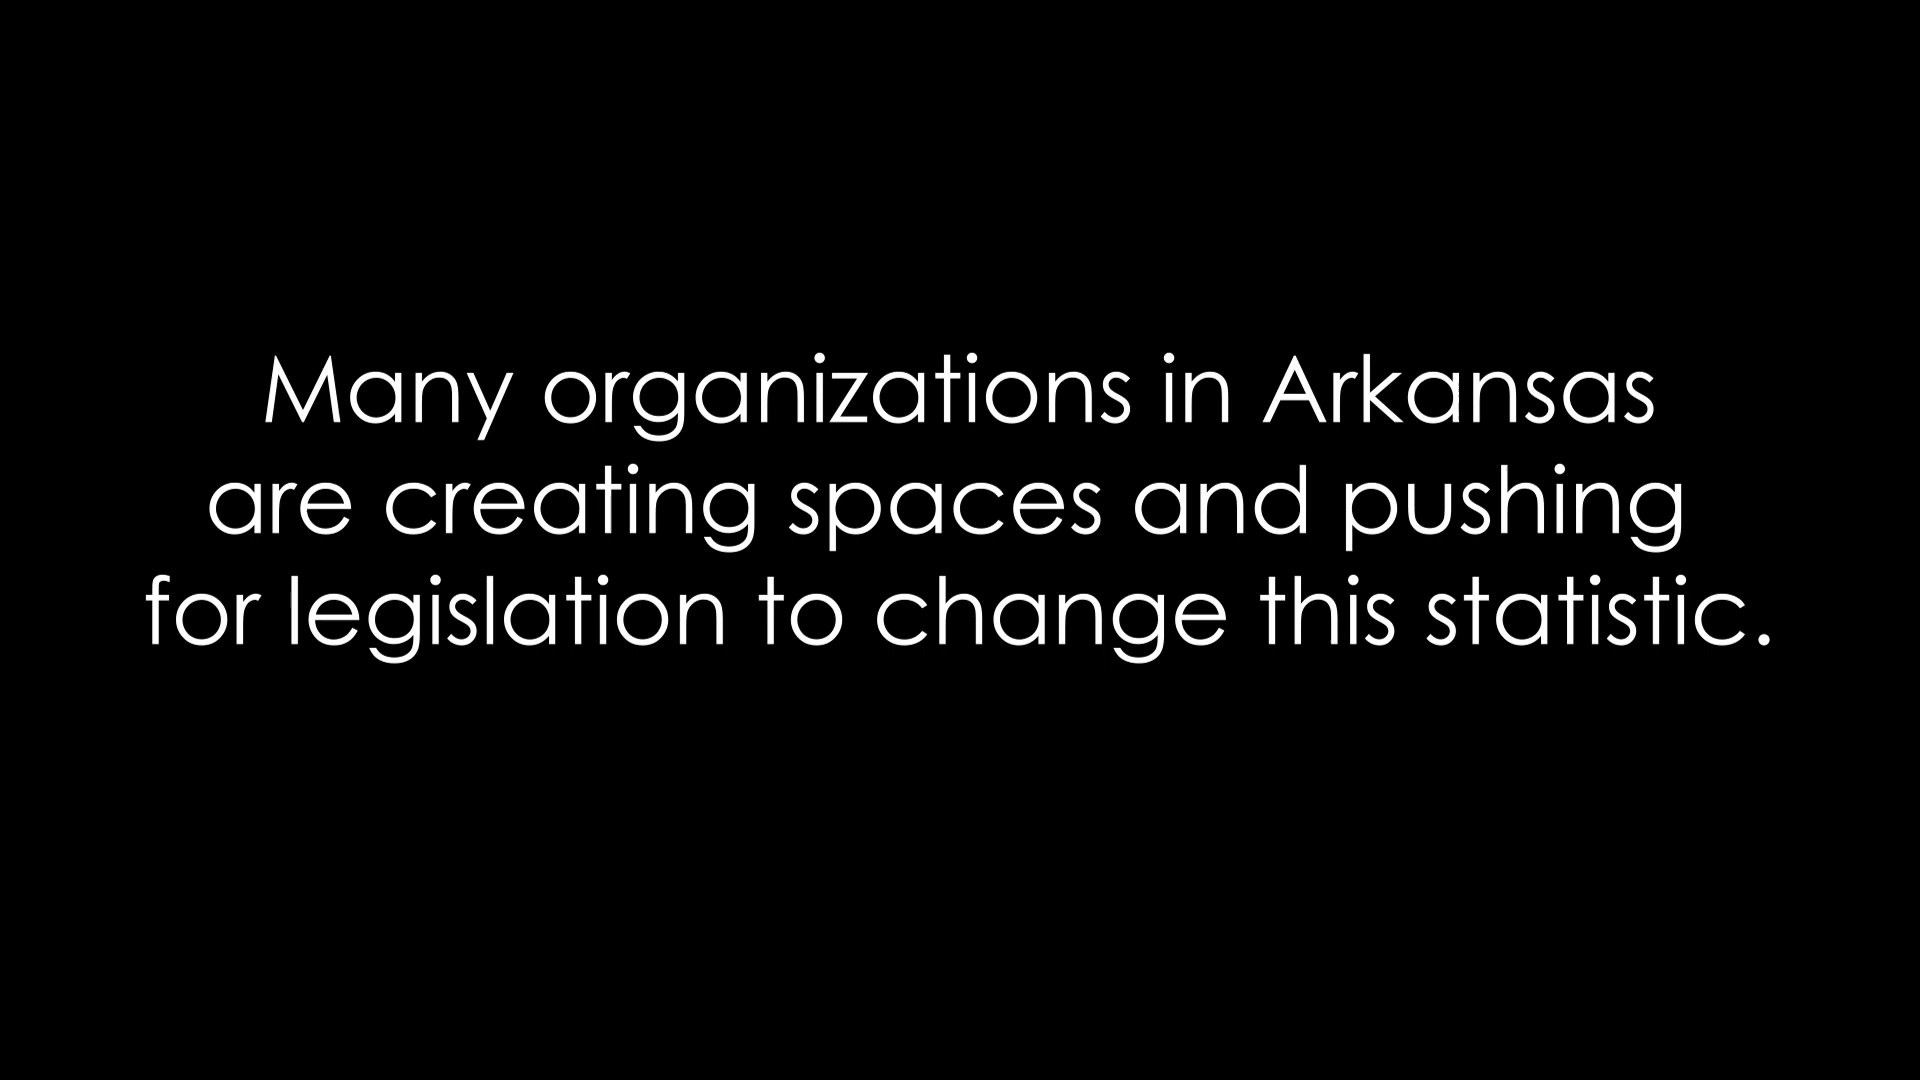 Many organizations in Arkansas
are creating spaces and pushing
for legislation to change this statistic.